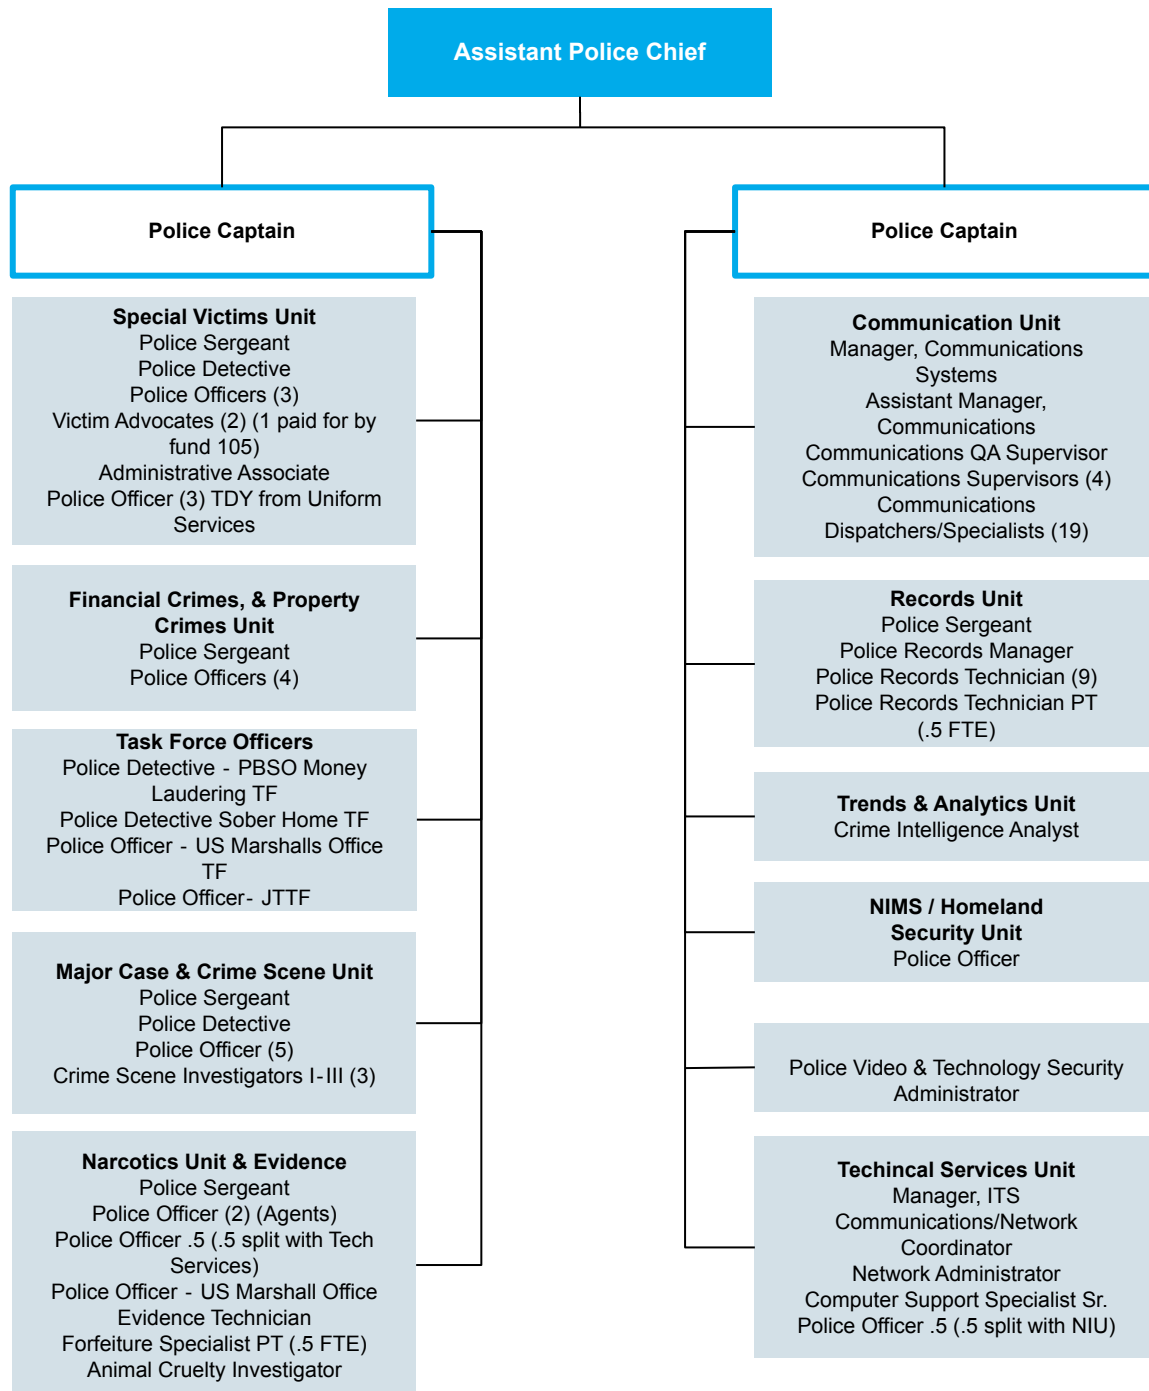 Assistant Police Chief
Police Captain
Special Victims Unit
Police Sergeant
Police Detective
Police Officers (3)
Victim Advocates (2) (1 paid for by
fund 105)
Administrative Associate
Police Officer (3) TDY from Uniform
Services
Financial Crimes, & Property
Crimes Unit
Police Sergeant
Police Officers (4)
Task Force Officers
Police Detective - PBSO Money
Laudering TF
Police Detective Sober Home TF
Police Officer - US Marshalls Office
TF
Police Officer- JTTF
Major Case & Crime Scene Unit
Police Sergeant
Police Detective
Police Officer (5)
Crime Scene Investigators I-III (3)
Narcotics Unit & Evidence
Police Sergeant
Police Officer (2) (Agents)
Police Officer .5 (.5 split with Tech
Services)
Police Officer - US Marshall Office
Evidence Technician
Forfeiture Specialist PT (.5 FTE)
Animal Cruelty Investigator
Police Captain
Communication Unit
Manager, Communications
Systems
Assistant Manager,
Communications
Communications QA Supervisor
Communications Supervisors (4)
Communications
Dispatchers/Specialists (19)
Records Unit
Police Sergeant
Police Records Manager
Police Records Technician (9)
Police Records Technician PT
(.5 FTE)
Trends & Analytics Unit
Crime Intelligence Analyst
NIMS / Homeland
Security Unit
Police Officer
Police Video & Technology Security
Administrator
Techincal Services Unit
Manager, ITS
Communications/Network
Coordinator
Network Administrator
Computer Support Specialist Sr.
Police Officer .5 (.5 split with NIU)